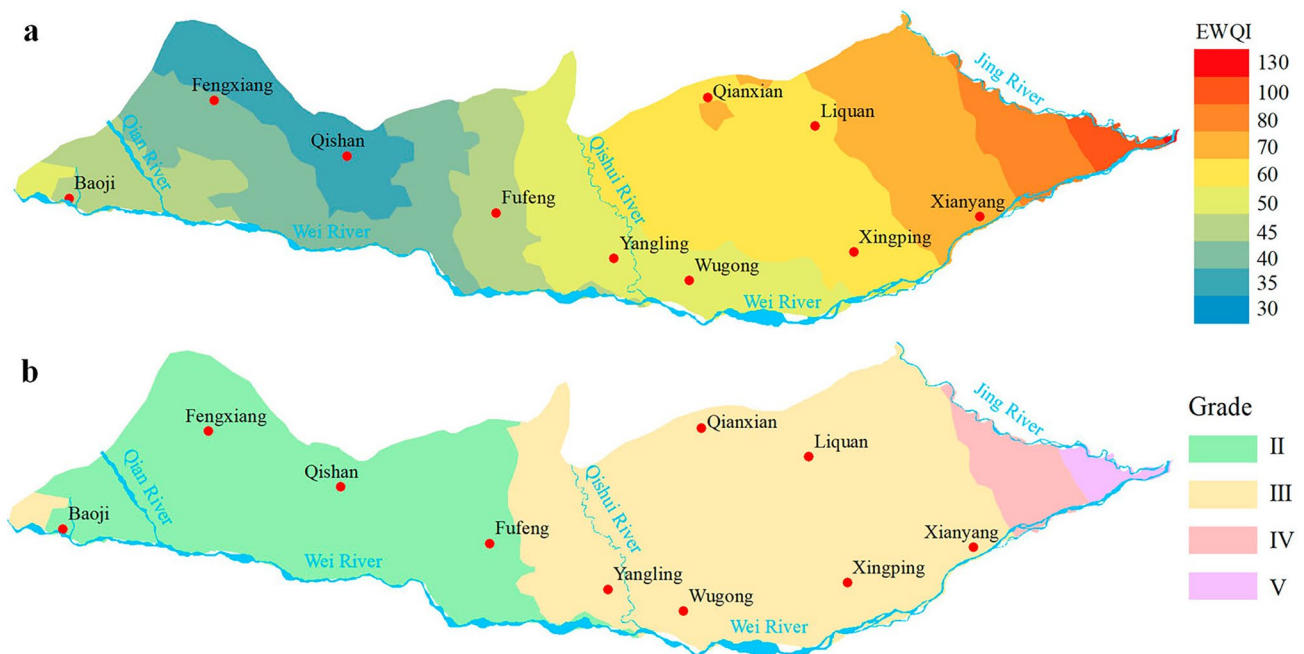 a
EWQI
130
100
80
70
60
50
45
40
35
30
Jing River
Fengxiang
Qianxian
Liquan
Qian River
Qishan
Qishui River
Baoji
Fufeng
Xianyang
Wei River
Yangling
Xingping
Wugong
Wei River
b
Grade
II
III
IV
V
Jing River
Fengxiang
Qianxian
Liquan
Qian River
Qishan
Qishui River
Baoji
Fufeng
Xianyang
Wei River
Yangling
Xingping
Wugong
Wei River